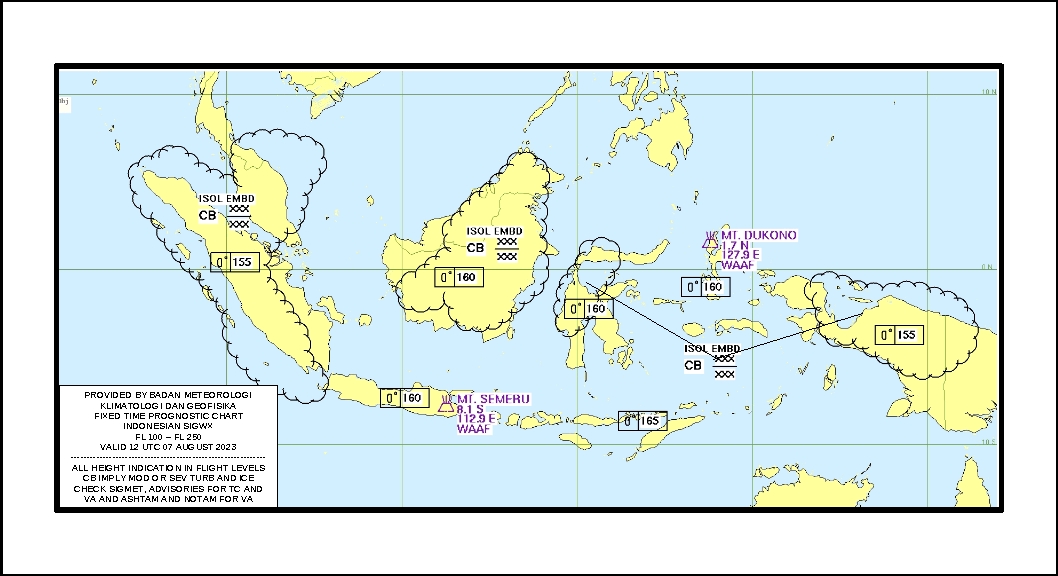 10 N
ISOL EMBD
XXX
CB
XXX
0° 155
ISOL EMBD
XXX
CB
XXX
0° 160
MT. DUKONO
1.7 N
127.9 E
WAAF
0 N
0° 160
0° 160
0° 155
ISOL EMBD
XXX
CB
XXX
0° 160
MT. SEMERU
8.1 S
112.9 E
WAAF
0° 165
10 S
PROVIDED BY BADAN METEOROLOGI
KLIMATOLOGI DAN GEOFISIKA
FIXED TIME PROGNOSTIC CHART
INDONESIAN SIGWX
FL 100 – FL 250
VALID 12 UTC 07 AUGUST 2023
ALL HEIGHT INDICATION IN FLIGHT LEVELS
CB IMPLY MOD OR SEV TURB AND ICE
CHECK SIGMET, ADVISORIES FOR TC AND
VA AND ASHTAM AND NOTAM FOR VA